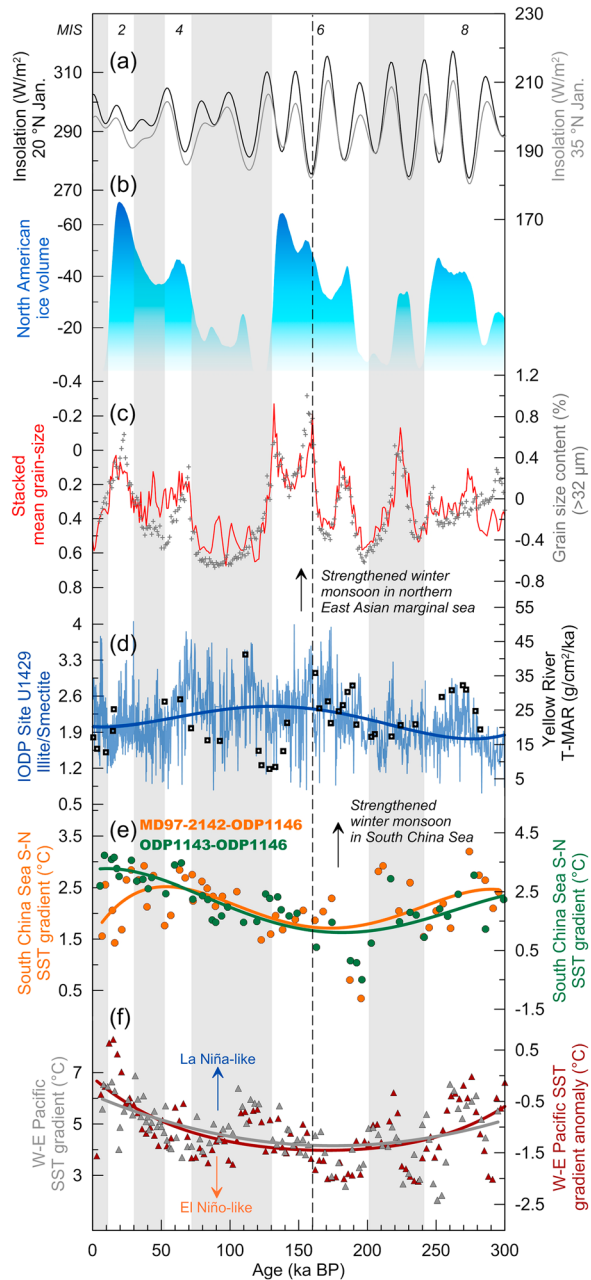 MIS 2 4 6 8
(a)
310
290
270
Insolation (W/m²)
20 °N Jan.
230
210
190
170
Insolation (W/m²)
35 °N Jan.
(b)
-60
-40
-20
North American
ice volume
(c)
-0.4
-0.2
0
0.2
0.4
0.6
0.8
Stacked
mean grain-size
1.2
0.8
0.4
0
-0.4
-0.8
Grain size content (%)
(>32 µm)
Strengthened winter
monsoon in northern
East Asian marginal sea
(d)
4
3.3
2.6
1.9
1.2
0.5
IODP Site U1429
Illite/Smectite
55
45
35
25
15
5
Yellow River
T-MAR (g/cm²/ka)
Strengthened
winter monsoon
in South China Sea
(e)
MD97-2142-ODP1146
ODP1143-ODP1146
3.5
2.5
1.5
0.5
South China Sea S-N
SST gradient (°C)
4.5
3.5
2.5
1.5
0.5
-0.5
-1.5
South China Sea S-N
SST gradient (°C)
(f)
La Niña-like
El Niño-like
7
5
4
3
W-E Pacific
SST gradient (°C)
0.5
-0.5
-1.5
-2.5
W-E Pacific SST
gradient anomaly (°C)
0 50 100 150 200 250 300
Age (ka BP)